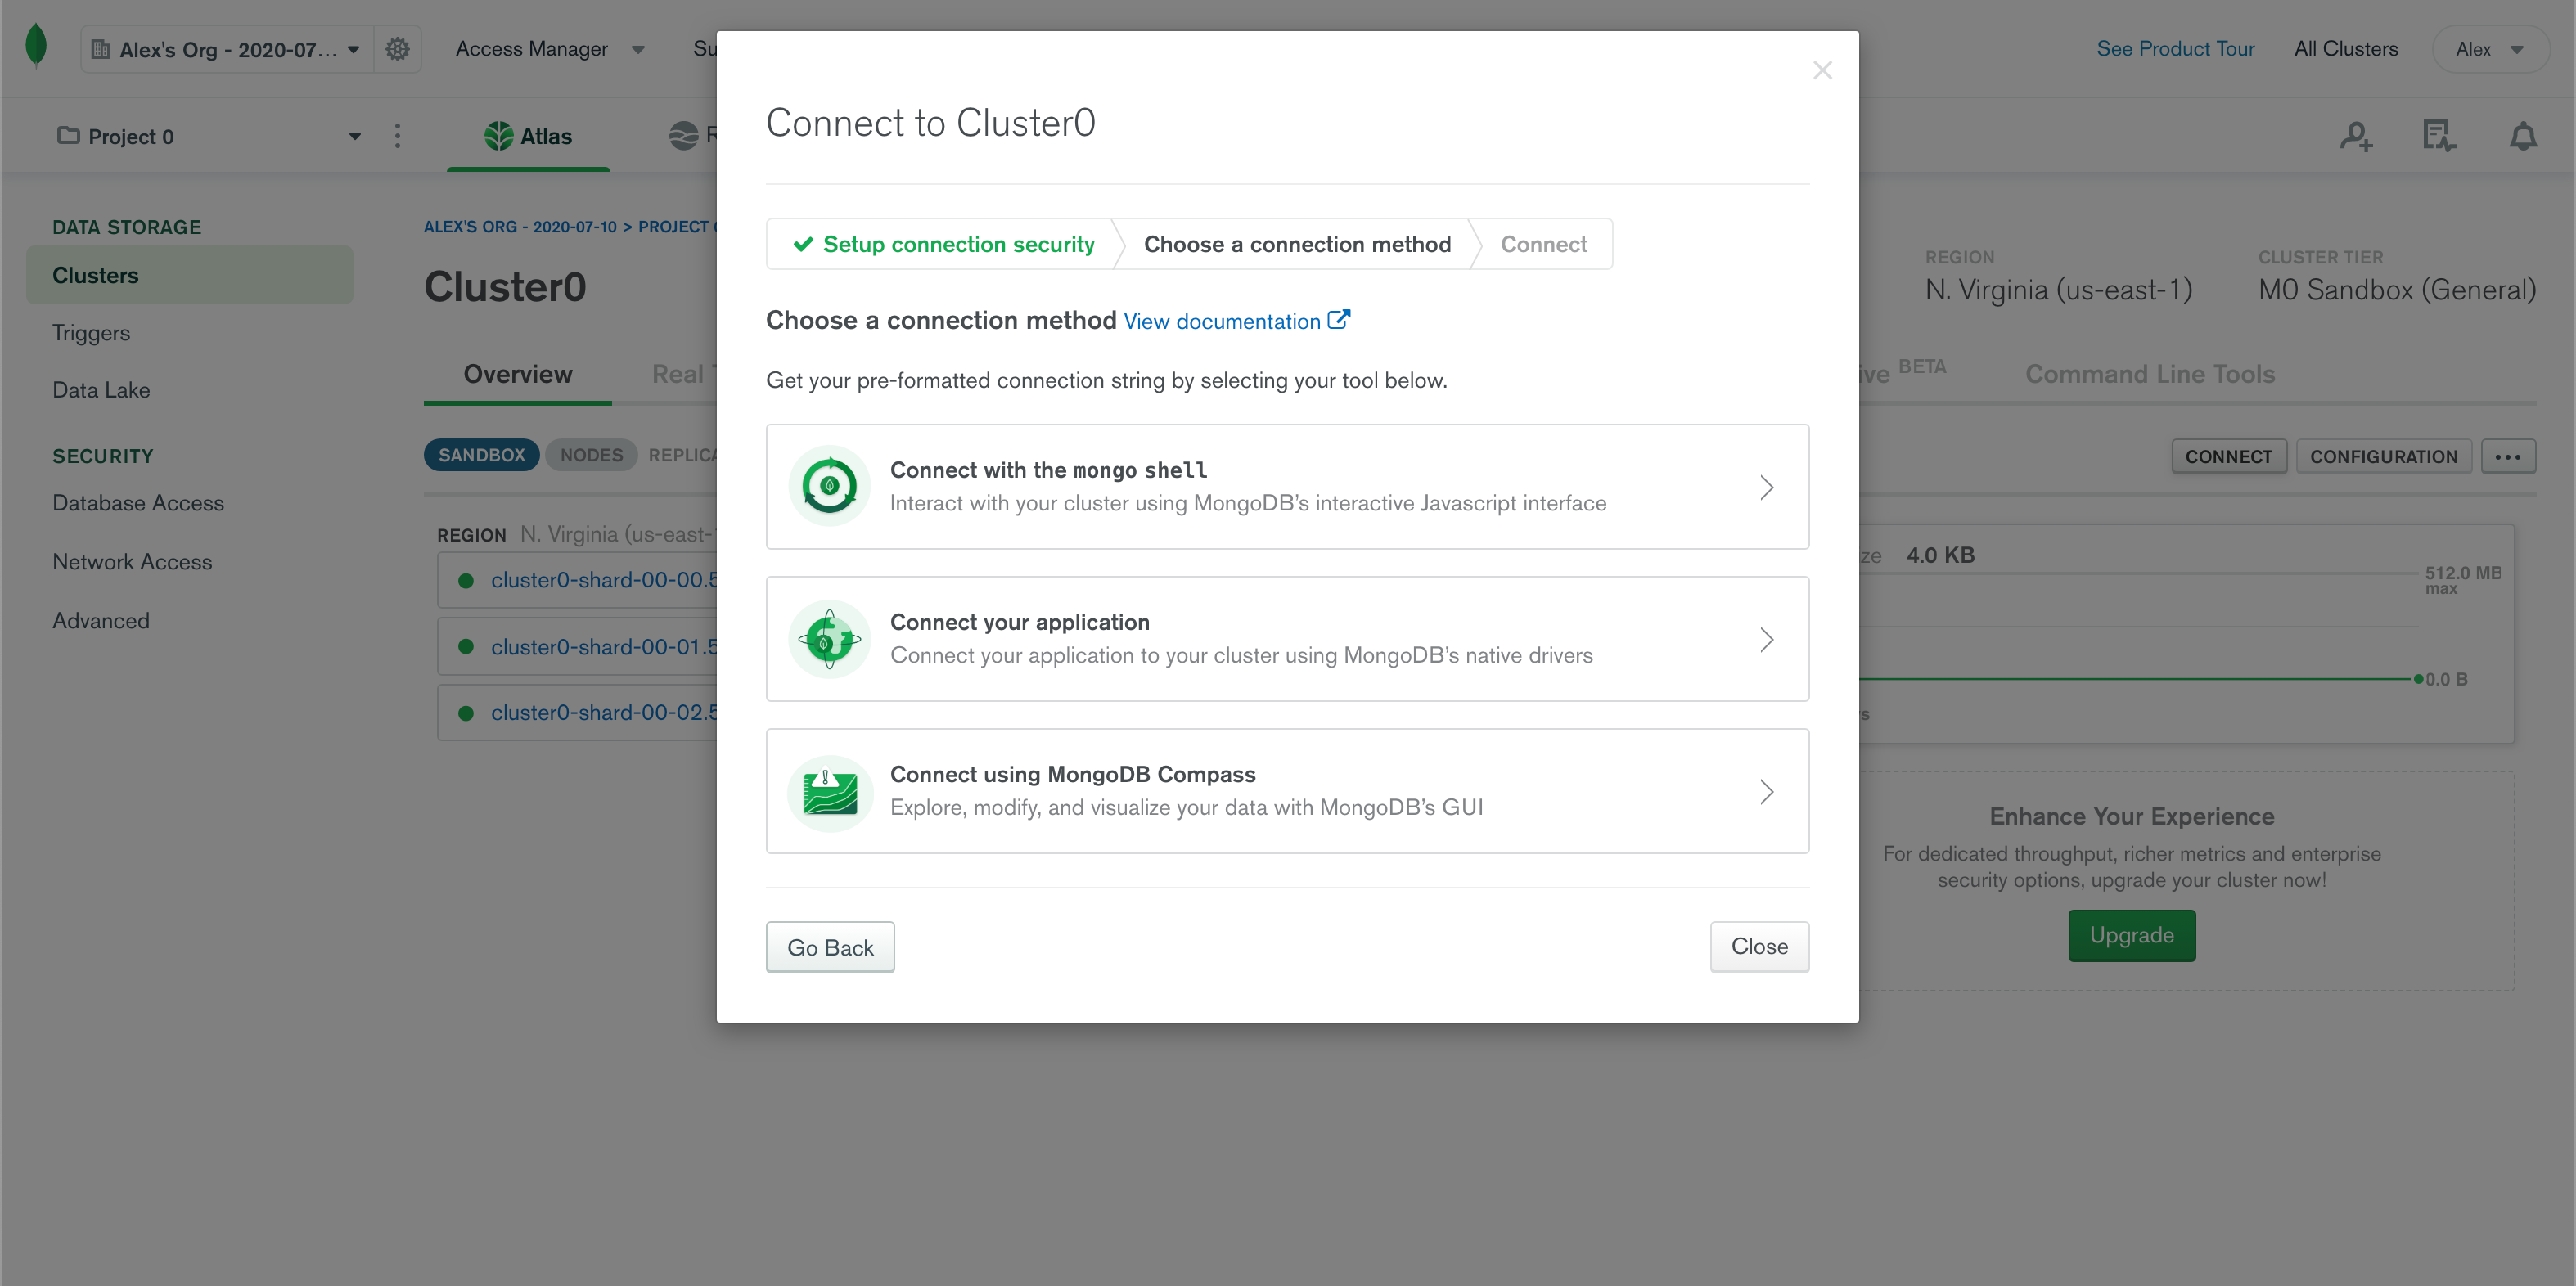 Alex's Org - 2020-07...
Access Manager
See Product Tour
All Clusters
Alex
Project 0
Atlas
DATA STORAGE
Clusters
Triggers
Data Lake
SECURITY
Database Access
Network Access
Advanced
ALEX'S ORG - 2020-07-10 > PROJECT
Cluster0
Overview
Real
SANDBOX
NODES
REGION N. Virginia (us-east-
cluster0-shard-00-00.5
cluster0-shard-00-01.5
cluster0-shard-00-02.5
Connect to Cluster0
Setup connection security
Choose a connection method
Connect
Choose a connection method View documentation
Get your pre-formatted connection string by selecting your tool below.
Connect with the mongo shell
Interact with your cluster using MongoDB’s interactive Javascript interface
Connect your application
Connect your application to your cluster using MongoDB’s native drivers
Connect using MongoDB Compass
Explore, modify, and visualize your data with MongoDB’s GUI
Go Back
Close
REGION
N. Virginia (us-east-1)
CLUSTER TIER
M0 Sandbox (General)
BETA
Command Line Tools
CONNECT
CONFIGURATION
...
4.0 KB
512.0 MB
max
0.0 B
Enhance Your Experience
For dedicated throughput, richer metrics and enterprise
security options, upgrade your cluster now!
Upgrade